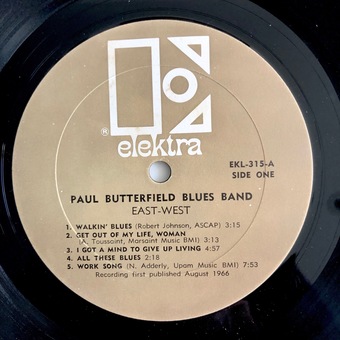 ®
elektra
EKL-315-A
SIDE ONE
PAUL BUTTERFIELD BLUES BAND
EAST-WEST
1. WALKIN' BLUES (Robert Johnson, ASCAP) 3:15
2. GET OUT OF MY LIFE, WOMAN
(A. Toussaint, Marsaint Music BMI) 3:13
3. I GOT A MIND TO GIVE UP LIVING 4:57
4. ALL THESE BLUES 2:18
5. WORK SONG (N. Adderly, Upam Music BMI) 7:53
Recording first published August 1966